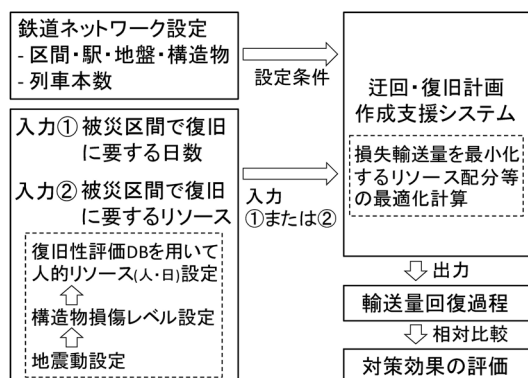 鉄道ネットワーク設定
- 区間・駅・地盤・構造物
- 列車本数
設定条件
入力① 被災区間で復旧
に要する日数
入力② 被災区間で復旧
に要するリソース
復旧性評価DBを用いて
人的リソース(人・日)設定
構造物損傷レベル設定
地震動設定
入力
①または②
迂回・復旧計画
作成支援システム
損失輸送量を最小化
するリソース配分等
の最適化計算
出力
輸送量回復過程
相対比較
対策効果の評価